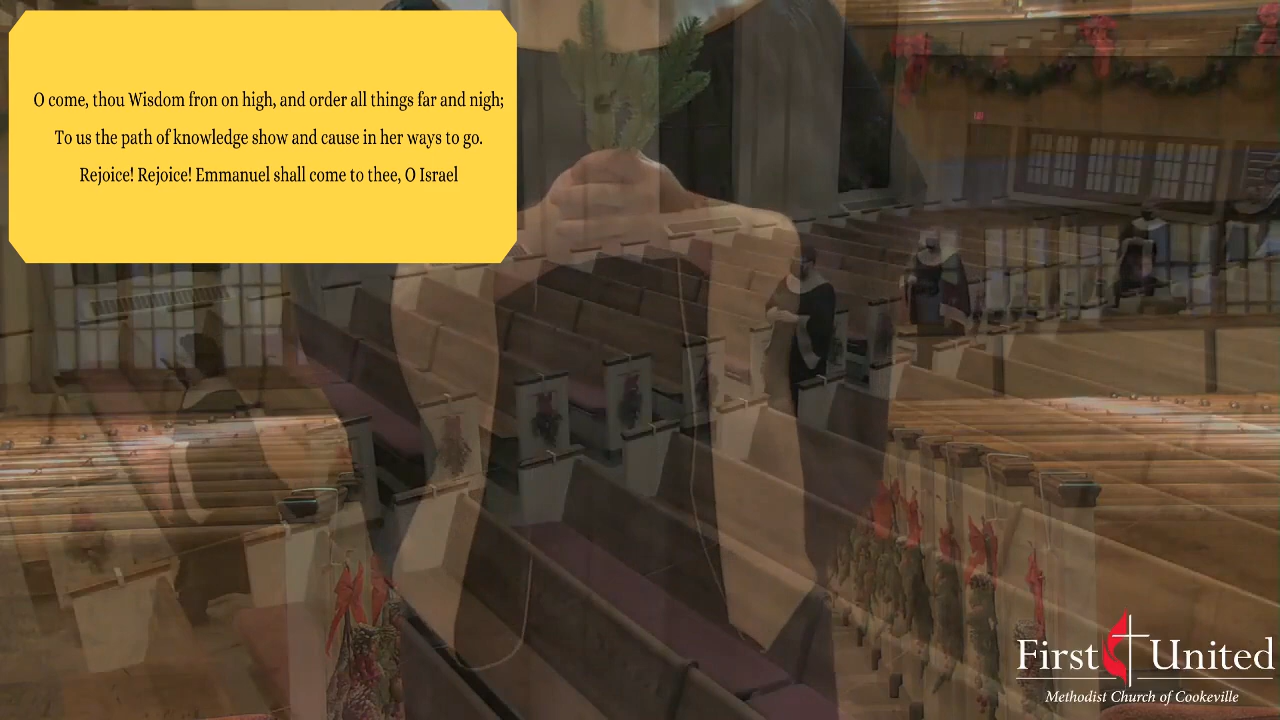 O come, thou Wisdom fron on high, and order all things far and nigh;
To us the path of knowledge show and cause in her ways to go.
Rejoice! Rejoice! Emmanuel shall come to thee, O Israel
First United
Methodist Church of Cookeville